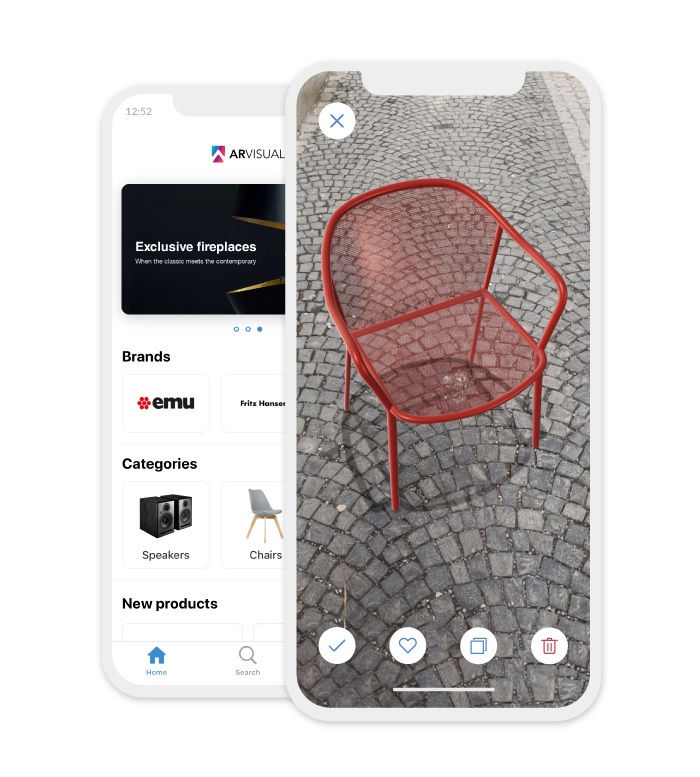 12:52
ARVISUAL
Exclusive fireplaces
When the classic meets the contemporary
Brands
emu
Fritz Hansen
Categories
Speakers
Chairs
New products
Home
Search